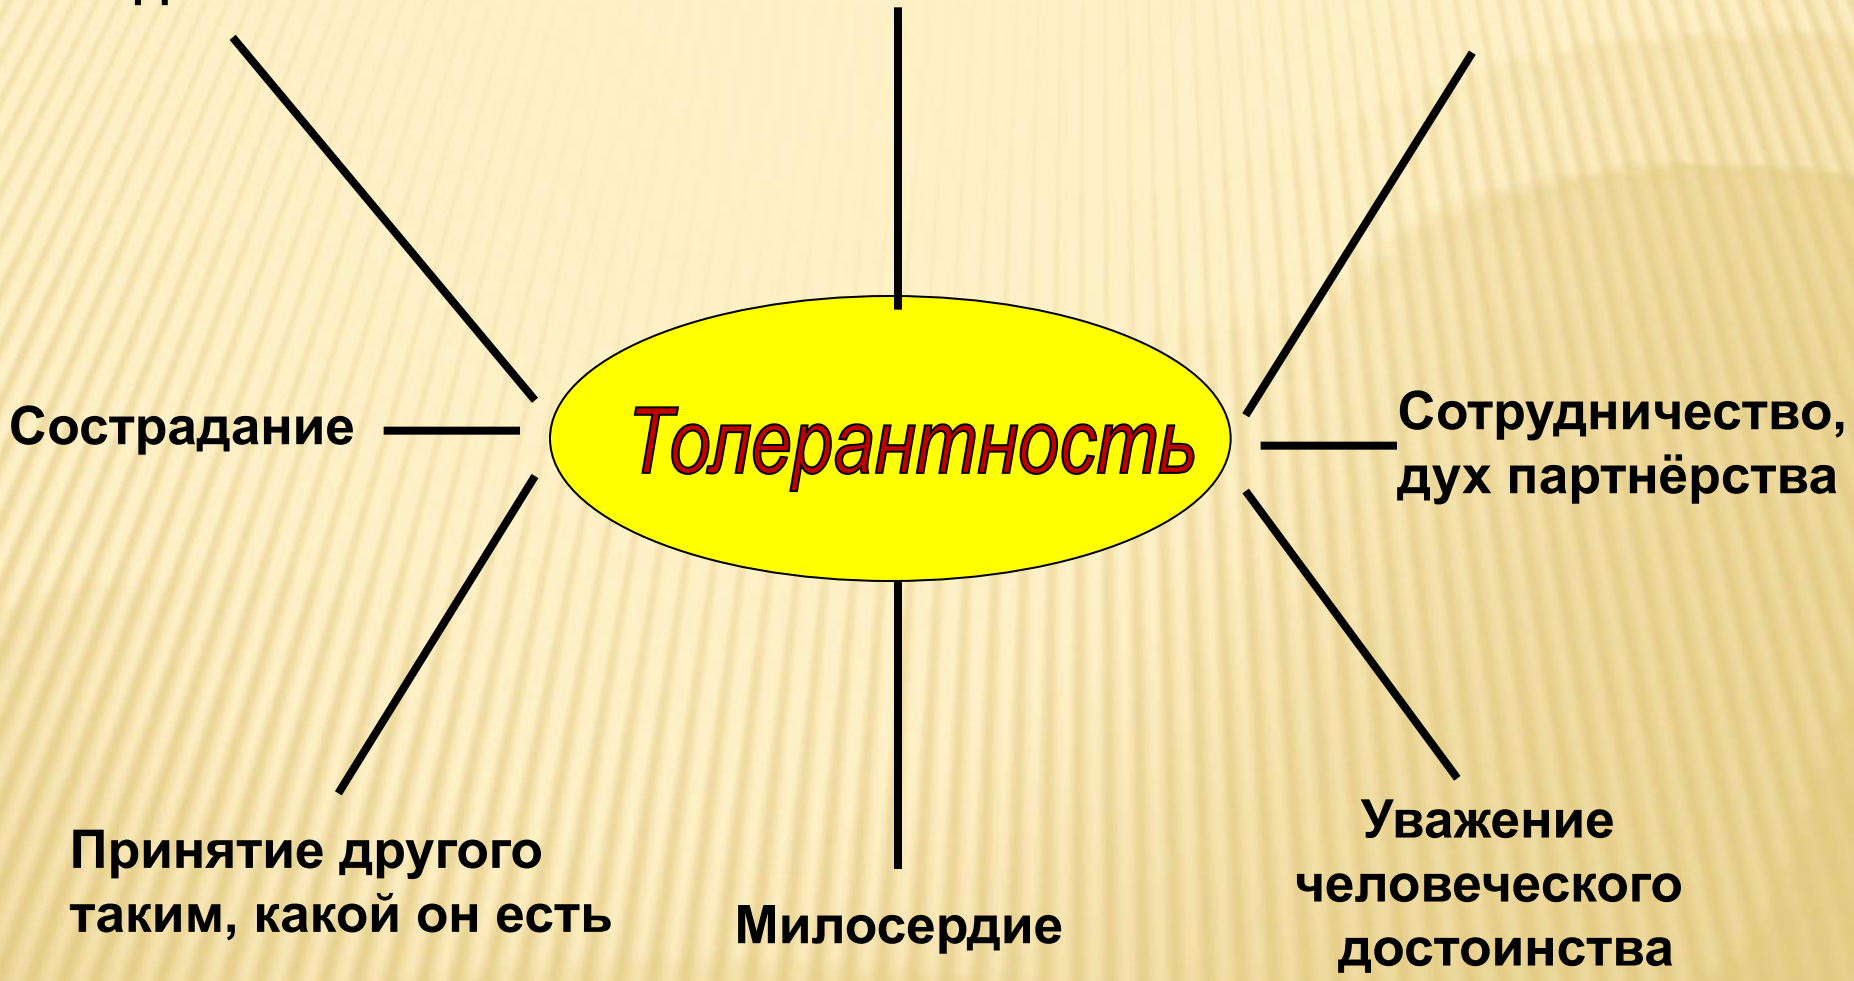 Сострадание
Толерантность
Сотрудничество,
дух партнёрства
Принятие другого
таким, какой он есть
Милосердие
Уважение
человеческого
достоинства